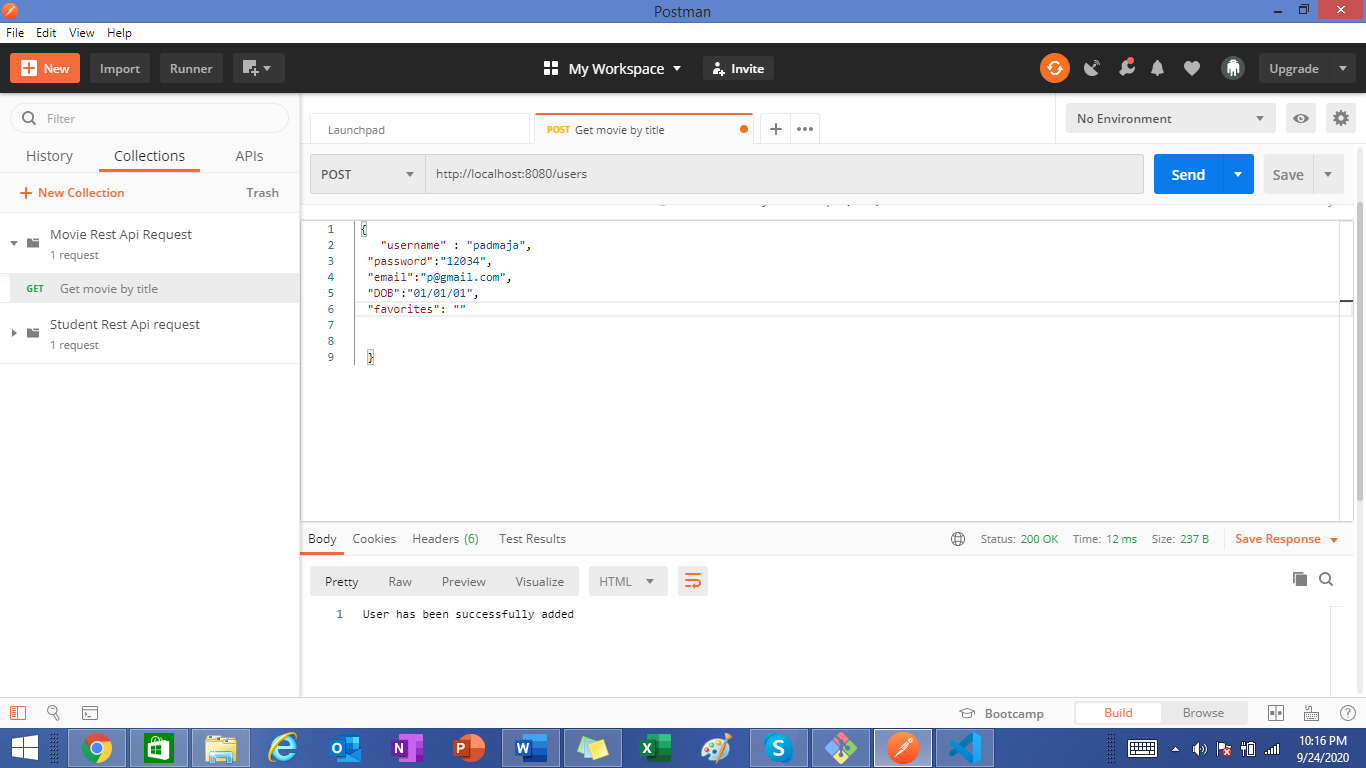 Postman
File Edit View Help
New Import Runner My Workspace Invite Upgrade
Filter
History Collections APIs
New Collection Trash
Movie Rest Api Request
1 request
GET Get movie by title
Student Rest Api request
1 request
Launchpad POST Get movie by title No Environment
POST http://localhost:8080/users Send Save
1 {
2 "username" : "padmaja",
3 "password":"12034",
4 "email":"p@gmail.com",
5 "DOB":"01/01/01",
6 "favorites": ""
7
8
9 }
Body Cookies Headers (6) Test Results Status: 200 OK Time: 12 ms Size: 237 B Save Response
Pretty Raw Preview Visualize HTML
1 User has been successfully added
Bootcamp Build Browse
10:16 PM
9/24/2020